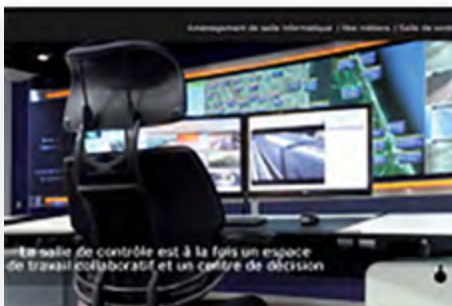 Aménagement de salle informatique / Nos métiers / Salle de
La salle de contrôle est à la fois un espace
de travail collaboratif et un centre de décision